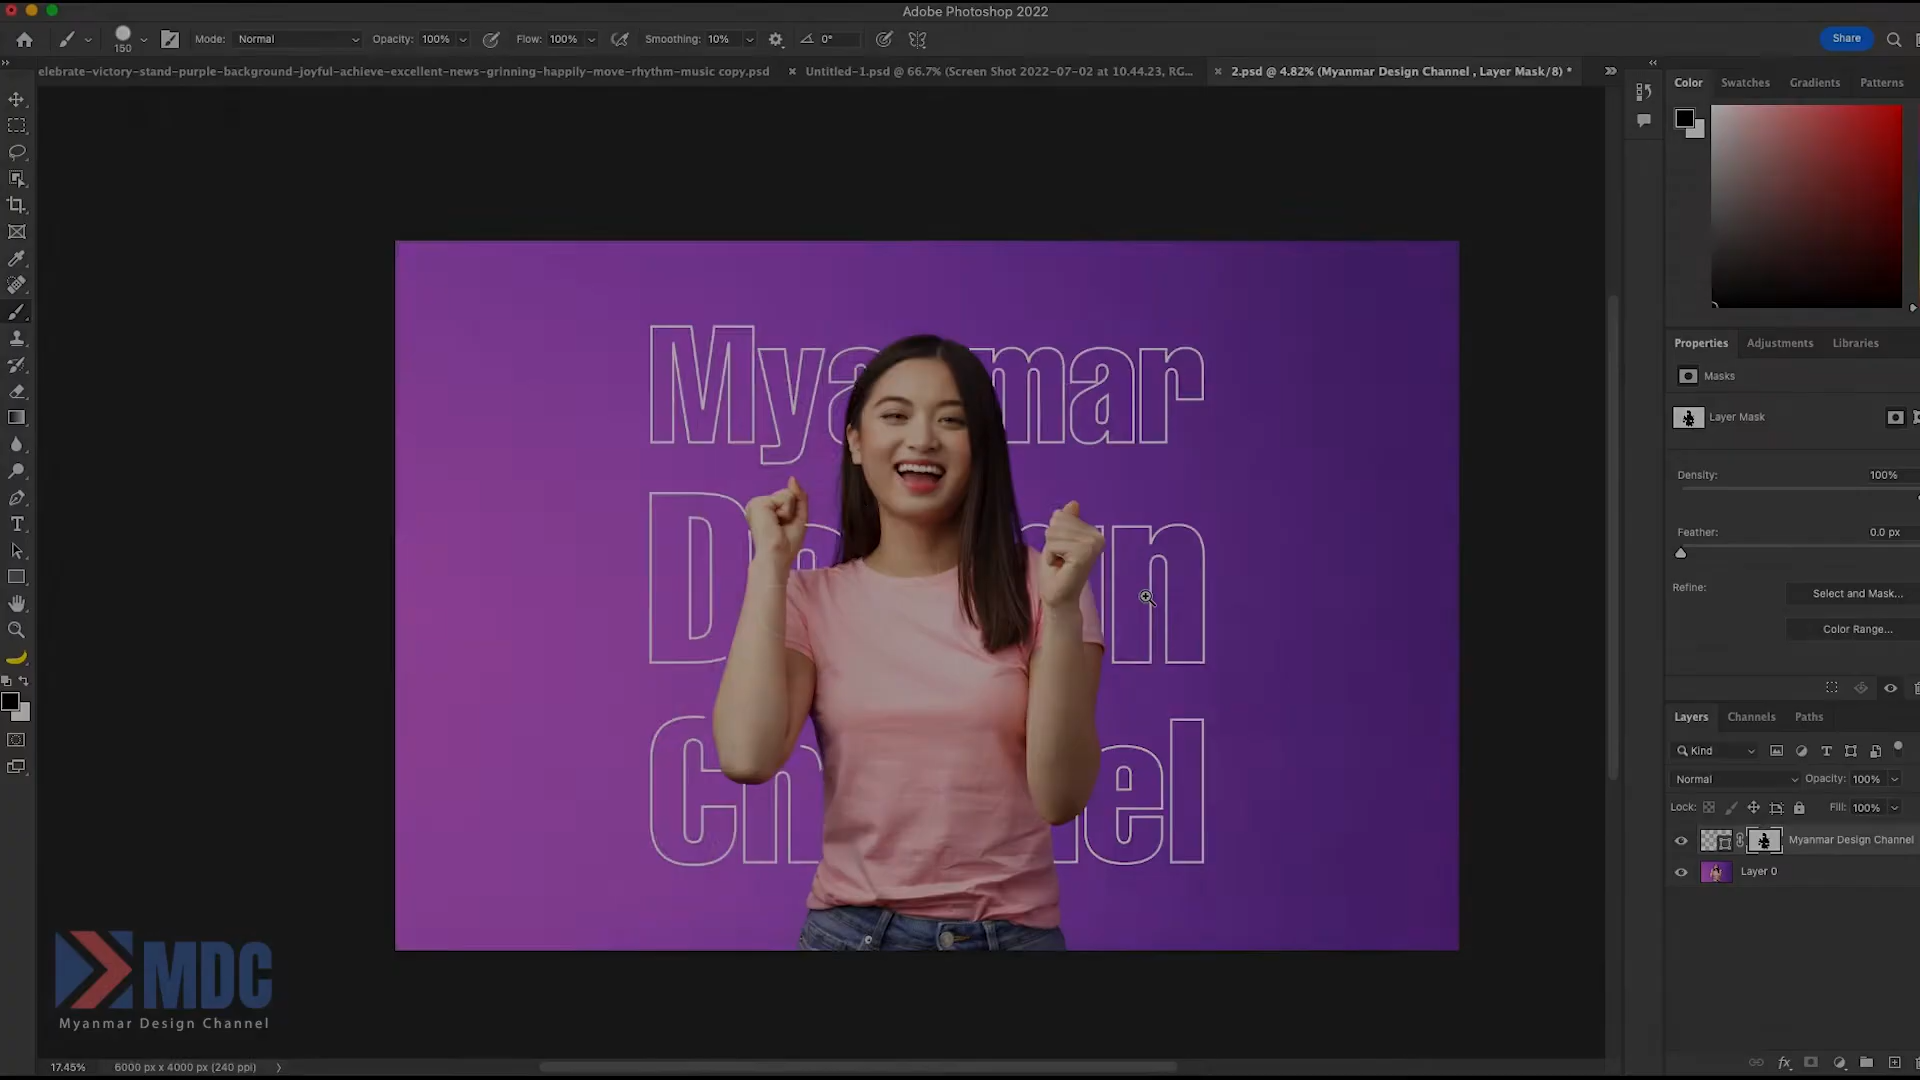 Adobe Photoshop 2022
150
Mode: Normal
Opacity: 100%
Flow: 100%
Smoothing: 10%
0°
Share
elebrate-victory-stand-purple-background-joyful-achieve-excellent-news-grinning-happily-move-rhythm-music copy.psd
Untitled-1.psd @ 66.7% (Screen Shot 2022-07-02 at 10.44.23, RG...
2.psd @ 4.82% (Myanmar Design Channel , Layer Mask/8) *
Color Swatches Gradients Patterns
Properties Adjustments Libraries
Masks
Layer Mask
Density: 100%
Feather: 0.0 px
Refine:
Select and Mask...
Color Range...
Layers Channels Paths
Kind
Normal Opacity: 100%
Lock: Fill: 100%
Myanmar Design Channel
Layer 0
MDC
Myanmar Design Channel
17.45% 6000 px x 4000 px (240 ppi)